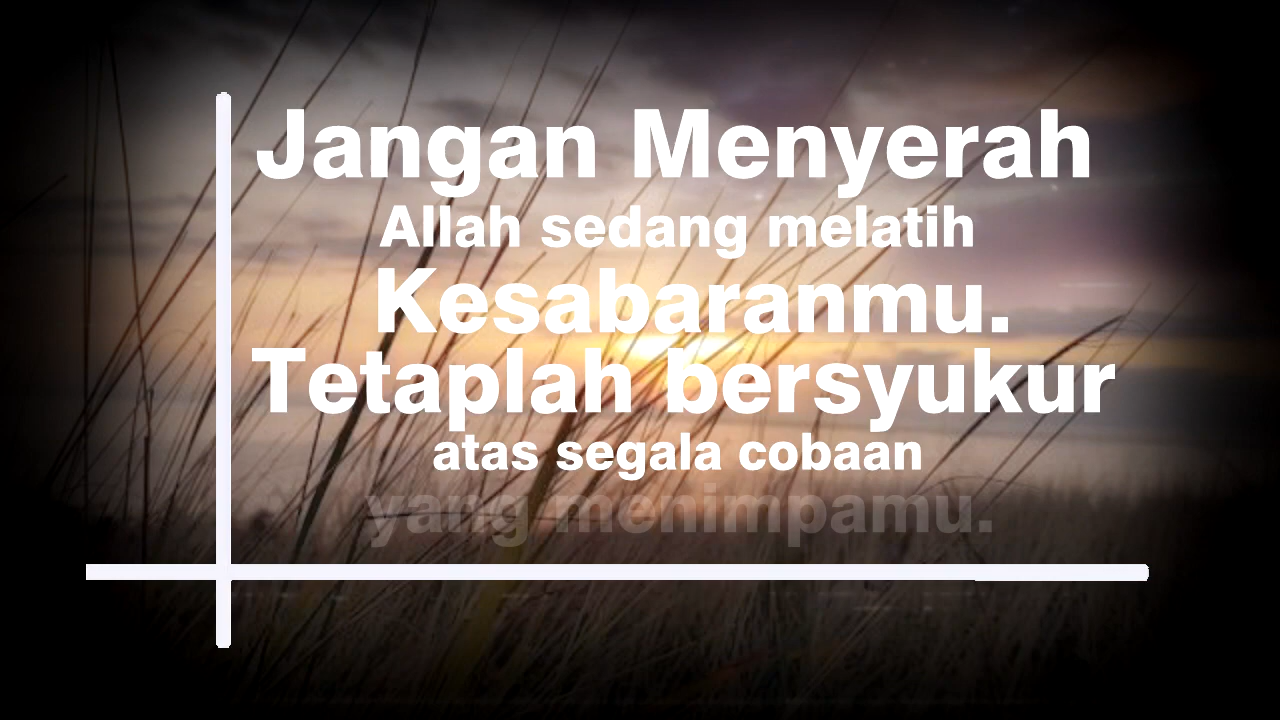 Jangan Menyerah
Allah sedang melatih
Kesabaranmu.
Tetaplah bersyukur
atas segala cobaan
yang menimpamu.